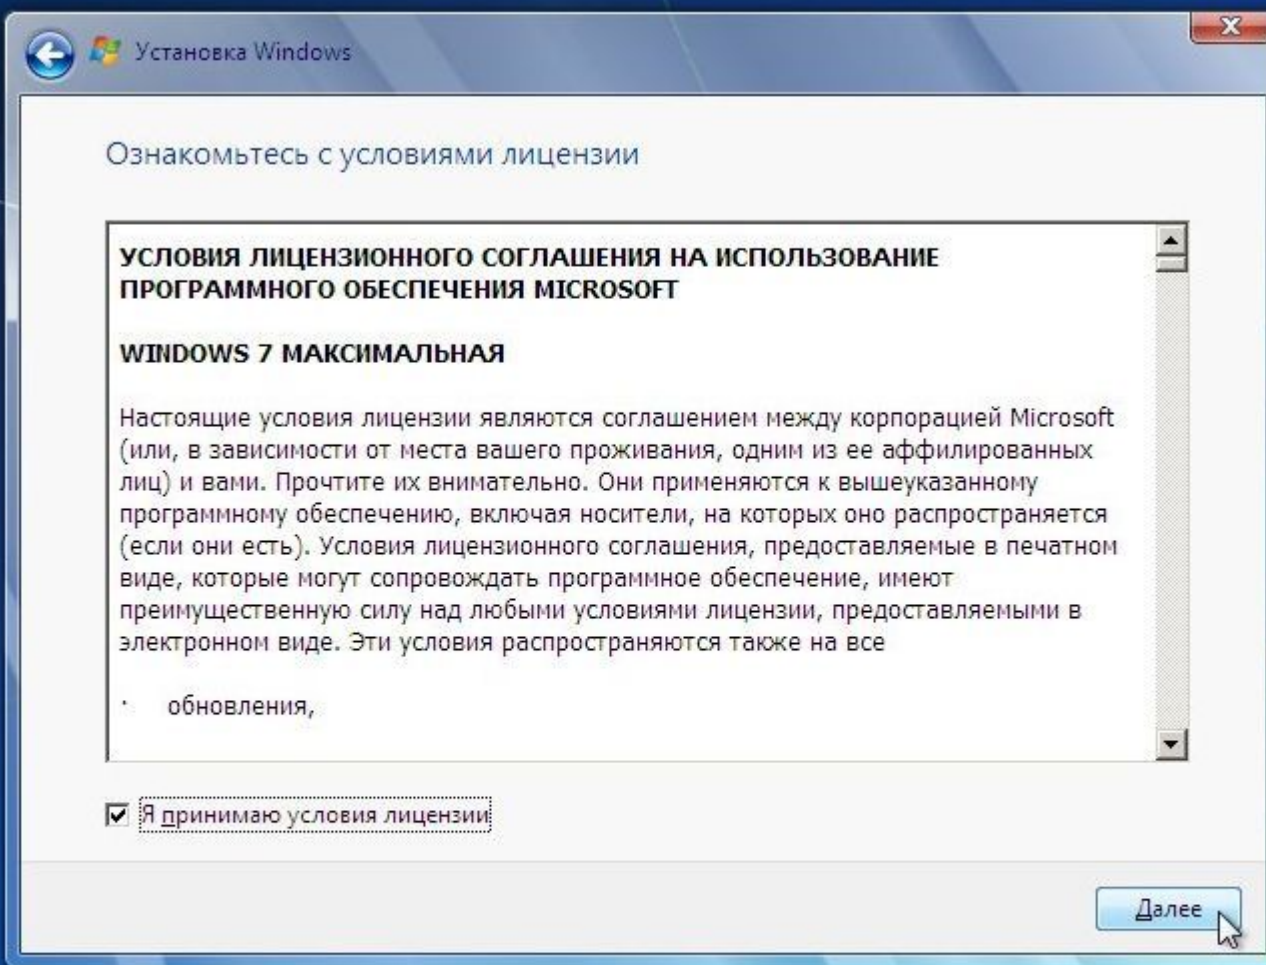 Установка Windows
Ознакомьтесь с условиями лицензии
УСЛОВИЯ ЛИЦЕНЗИОННОГО СОГЛАШЕНИЯ НА ИСПОЛЬЗОВАНИЕ
ПРОГРАММНОГО ОБЕСПЕЧЕНИЯ MICROSOFT
WINDOWS 7 МАКСИМАЛЬНАЯ
Настоящие условия лицензии являются соглашением между корпорацией Microsoft
(или, в зависимости от места вашего проживания, одним из ее аффилированных
лиц) и вами. Прочтите их внимательно. Они применяются к вышеуказанному
программному обеспечению, включая носители, на которых оно распространяется
(если они есть). Условия лицензионного соглашения, предоставляемые в печатном
виде, которые могут сопровождать программное обеспечение, имеют
преимущественную силу над любыми условиями лицензии, предоставляемыми в
электронном виде. Эти условия распространяются также на все
· обновления,
Я принимаю условия лицензии
Далее